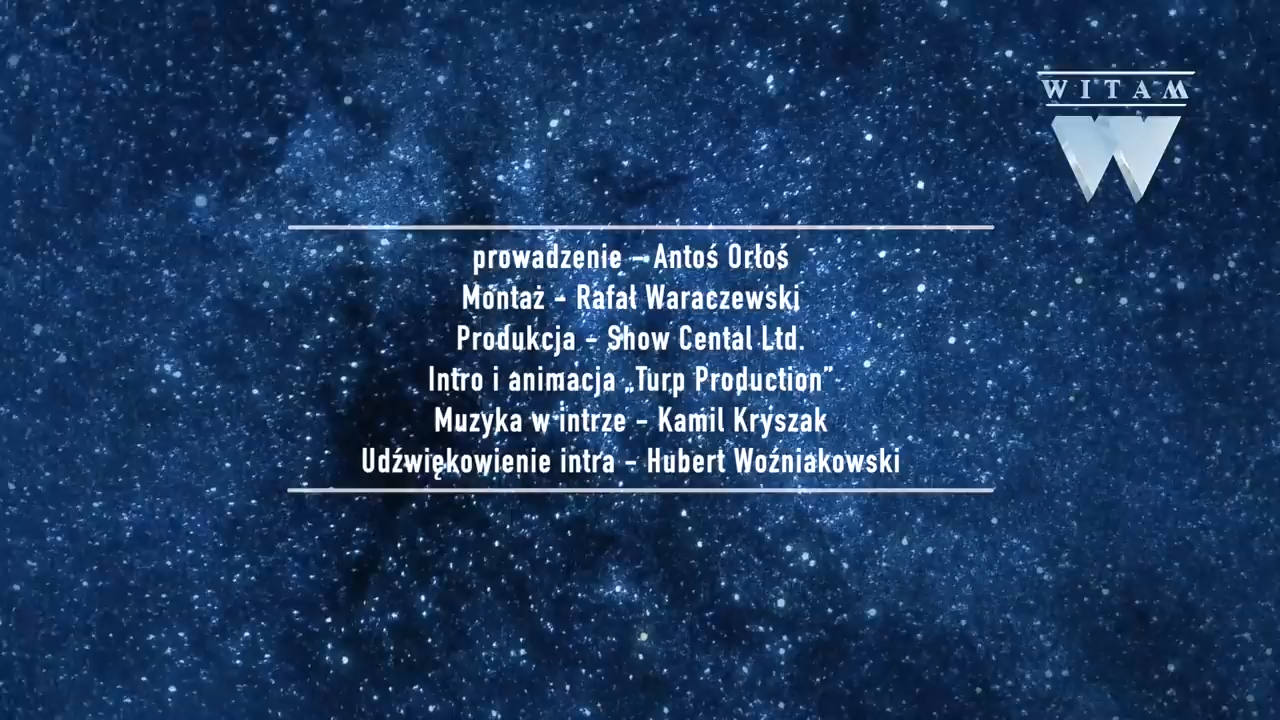 WITAM
W
prowadzenie – Antoś Orłoś
Montaż – Rafał Waraczewski
Produkcja – Show Cental Ltd.
Intro i animacja „Turp Production”
Muzyka w intrze – Kamil Kryszak
Udźwiękowienie intra – Hubert Woźniakowski